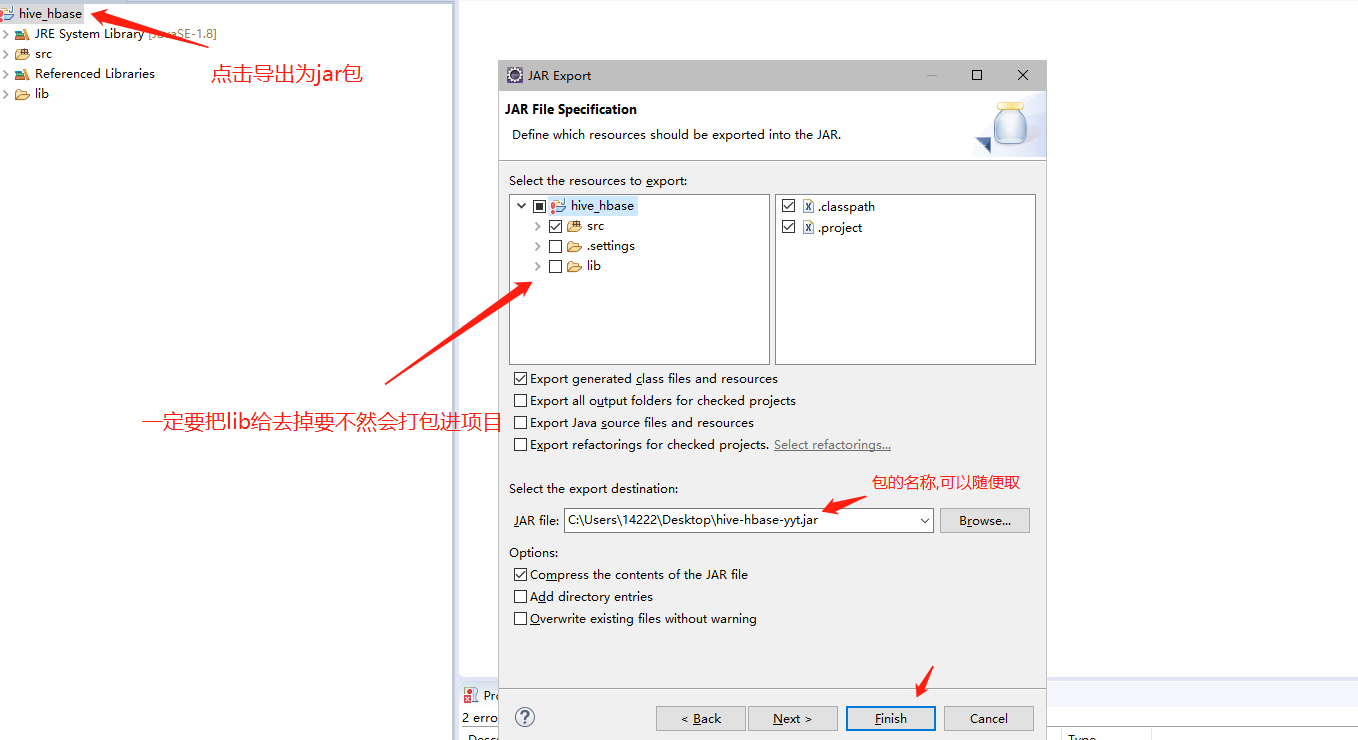 hive_hbase
JRE System Library [JavaSE-1.8]
src
Referenced Libraries
lib
点击导出为jar包
JAR Export
JAR File Specification
Define which resources should be exported into the JAR.
Select the resources to export:
hive_hbase
src
.settings
lib
.classpath
.project
一定要把lib给去掉要不然会打包进项目
Export generated class files and resources
Export all output folders for checked projects
Export Java source files and resources
Export refactorings for checked projects. Select refactorings...
包的名称,可以随便取
Select the export destination:
JAR file: C:\Users\14222\Desktop\hive-hbase-yyt.jar Browse...
Options:
Compress the contents of the JAR file
Add directory entries
Overwrite existing files without warning
2 erro
< Back Next > Finish Cancel
Type